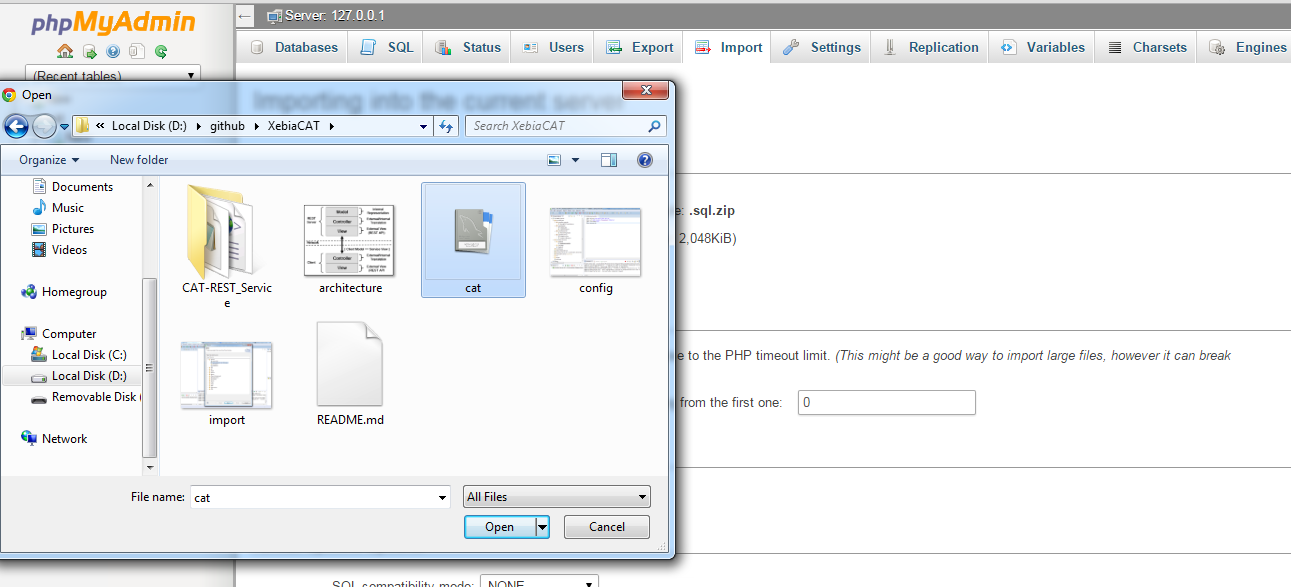 phpMyAdmin
(Recent tables)
Server: 127.0.0.1
Databases
SQL
Status
Users
Export
Import
Settings
Replication
Variables
Charsets
Engines
Importing into the current server
Open
« Local Disk (D:) github XebiaCAT
Search XebiaCAT
Organize
New folder
Documents
Music
Pictures
Videos
Homegroup
Computer
Local Disk (C:)
Local Disk (D:)
Removable Disk
Network
CAT-REST_Servic
e
architecture
cat
config
import
README.md
File name: cat
All Files
Open
Cancel
.sql.zip
2,048KiB)
e to the PHP timeout limit. (This might be a good way to import large files, however it can break
from the first one: 0
SQL compatibility mode: NONE